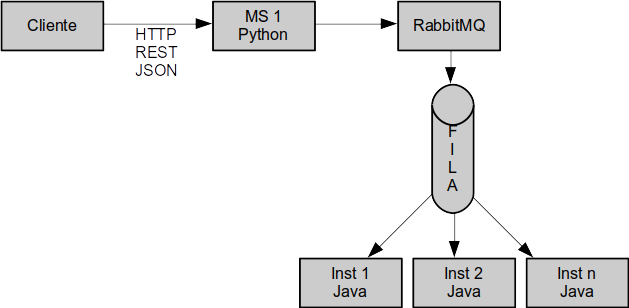 Cliente
HTTP
REST
JSON
MS 1
Python
RabbitMQ
F
I
L
A
Inst 1
Java
Inst 2
Java
Inst n
Java